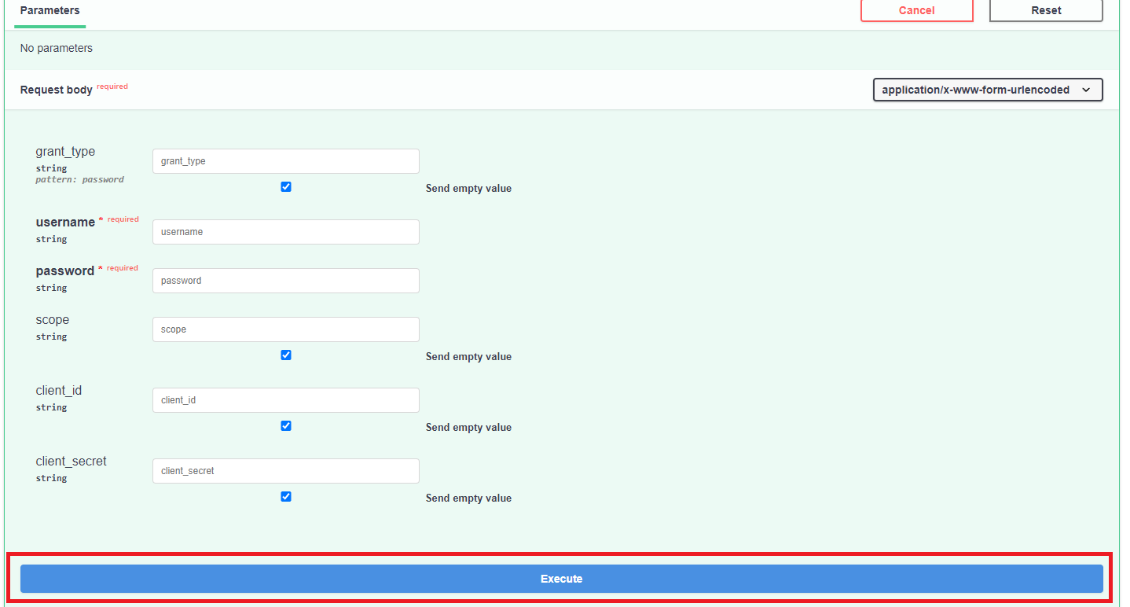 Parameters
Cancel
Reset
No parameters
Request body required
application/x-www-form-urlencoded
grant_type
string
pattern: password
grant_type
Send empty value
username * required
string
username
password * required
string
password
scope
string
scope
Send empty value
client_id
string
client_id
Send empty value
client_secret
string
client_secret
Send empty value
Execute